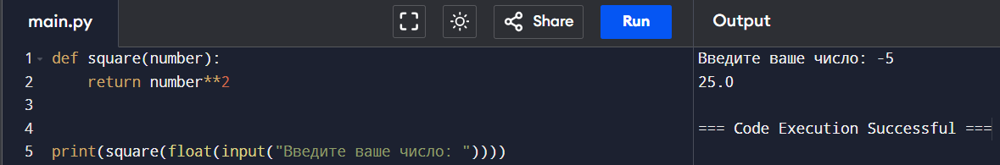 main.py
Share
Run
Output
1 def square(number):
2     return number**2
3
4
5 print(square(float(input("Введите ваше число: "))))
Введите ваше число: -5
25.0
=== Code Execution Successful ===